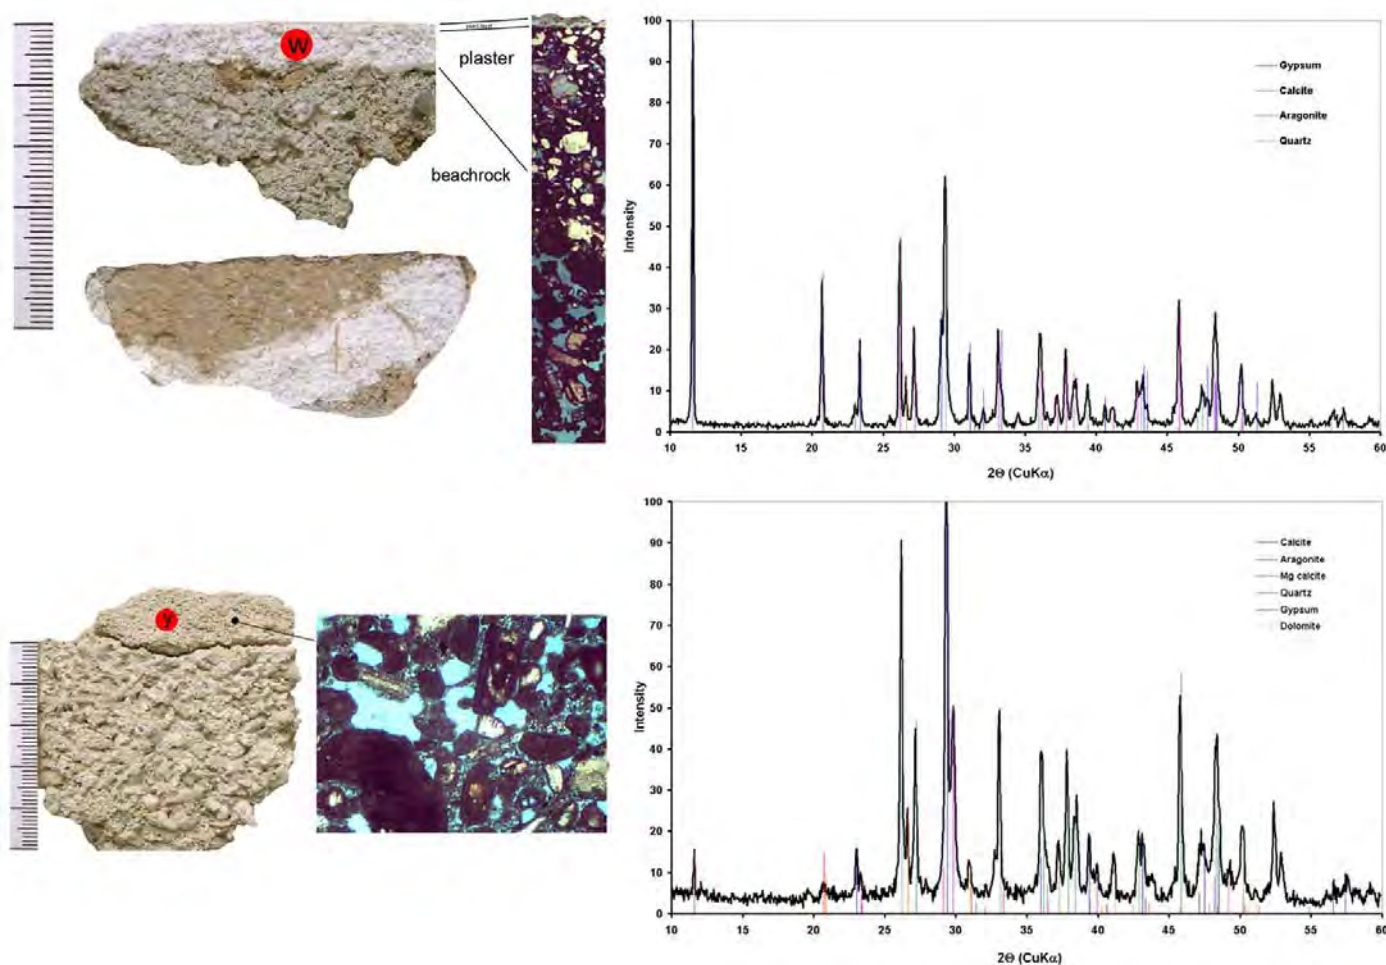 W
plaster
beachrock
100
90
80
70
60
50
40
30
20
10
0
Intensity
Gypsum
Calcite
Aragonite
Quartz
10 15 20 25 30 35 40 45 50 55 60
2Θ (CuKα)
y
100
90
80
70
60
50
40
30
20
10
0
Intensity
Calcite
Aragonite
Mg calcite
Quartz
Gypsum
Dolomite
10 15 20 25 30 35 40 45 50 55 60
2Θ (CuKα)